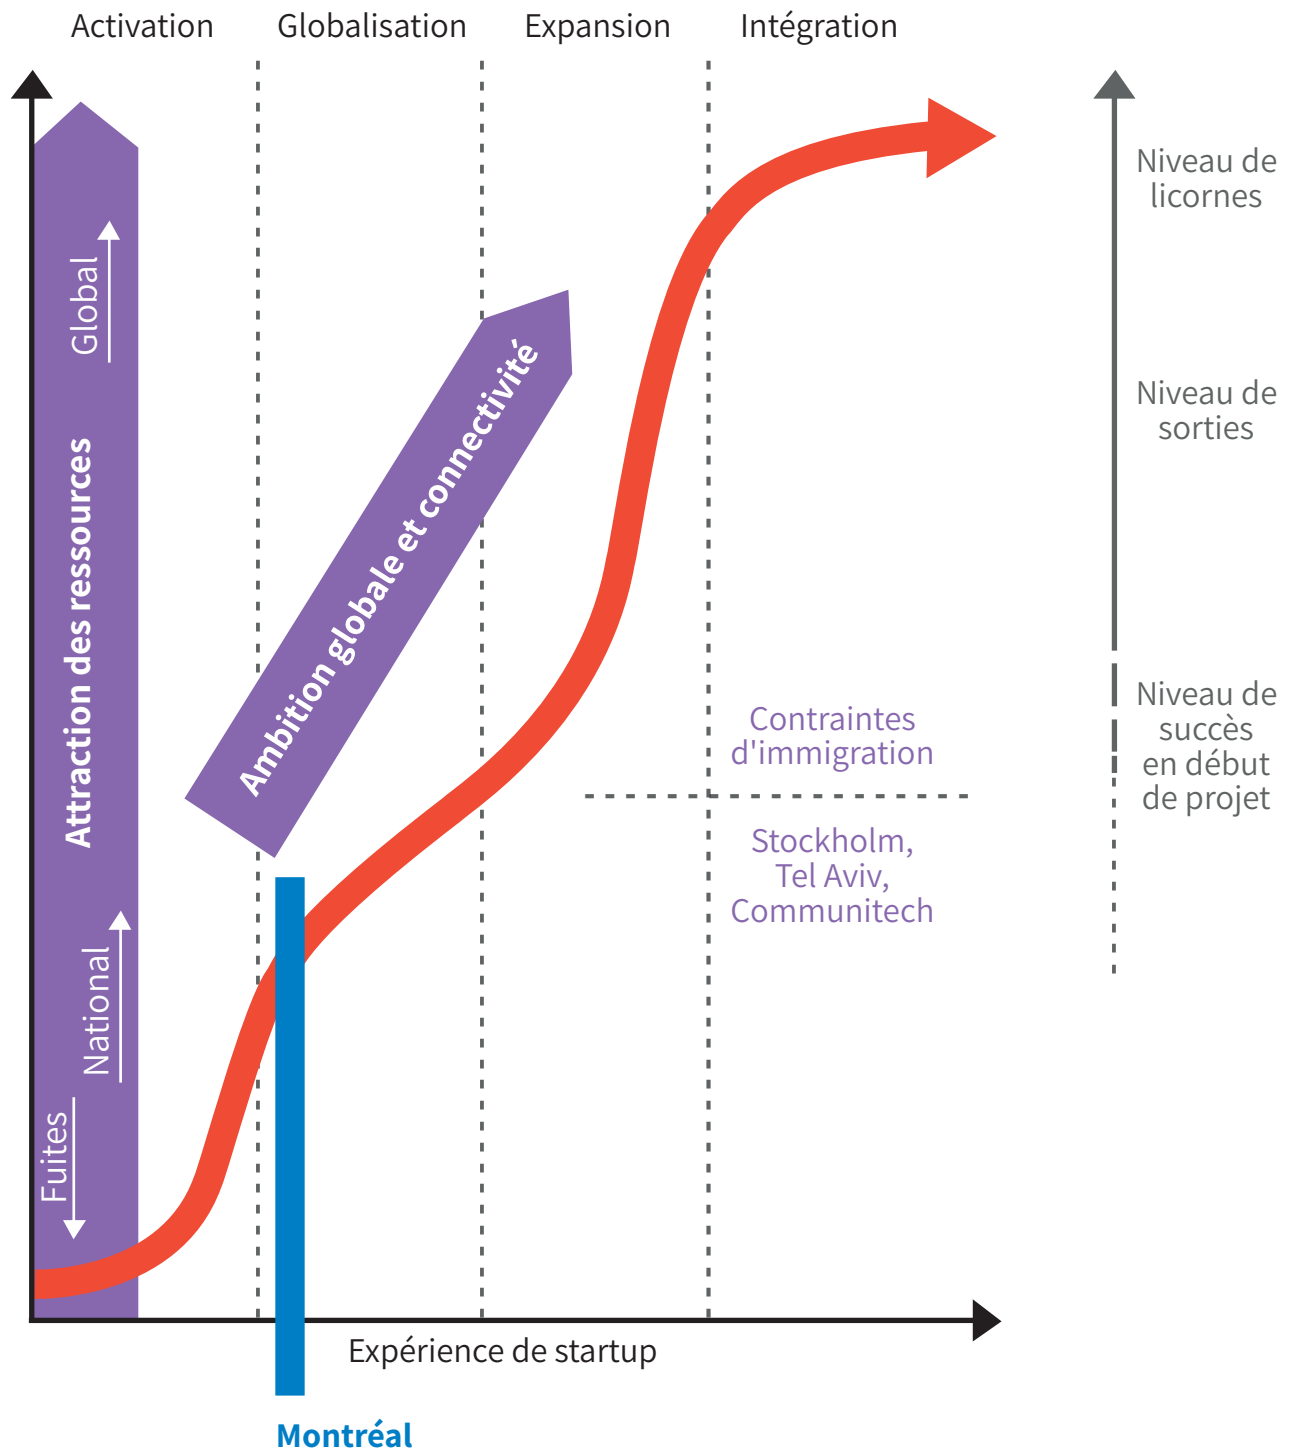 Activation
Globalisation
Expansion
Intégration
Global
Attraction des ressources
National
Fuites
Ambition globale et connectivité
Contraintes
d'immigration
Stockholm,
Tel Aviv,
Communitech
Niveau de
licornes
Niveau de
sorties
Niveau de
succès
en début
de projet
Expérience de startup
Montréal